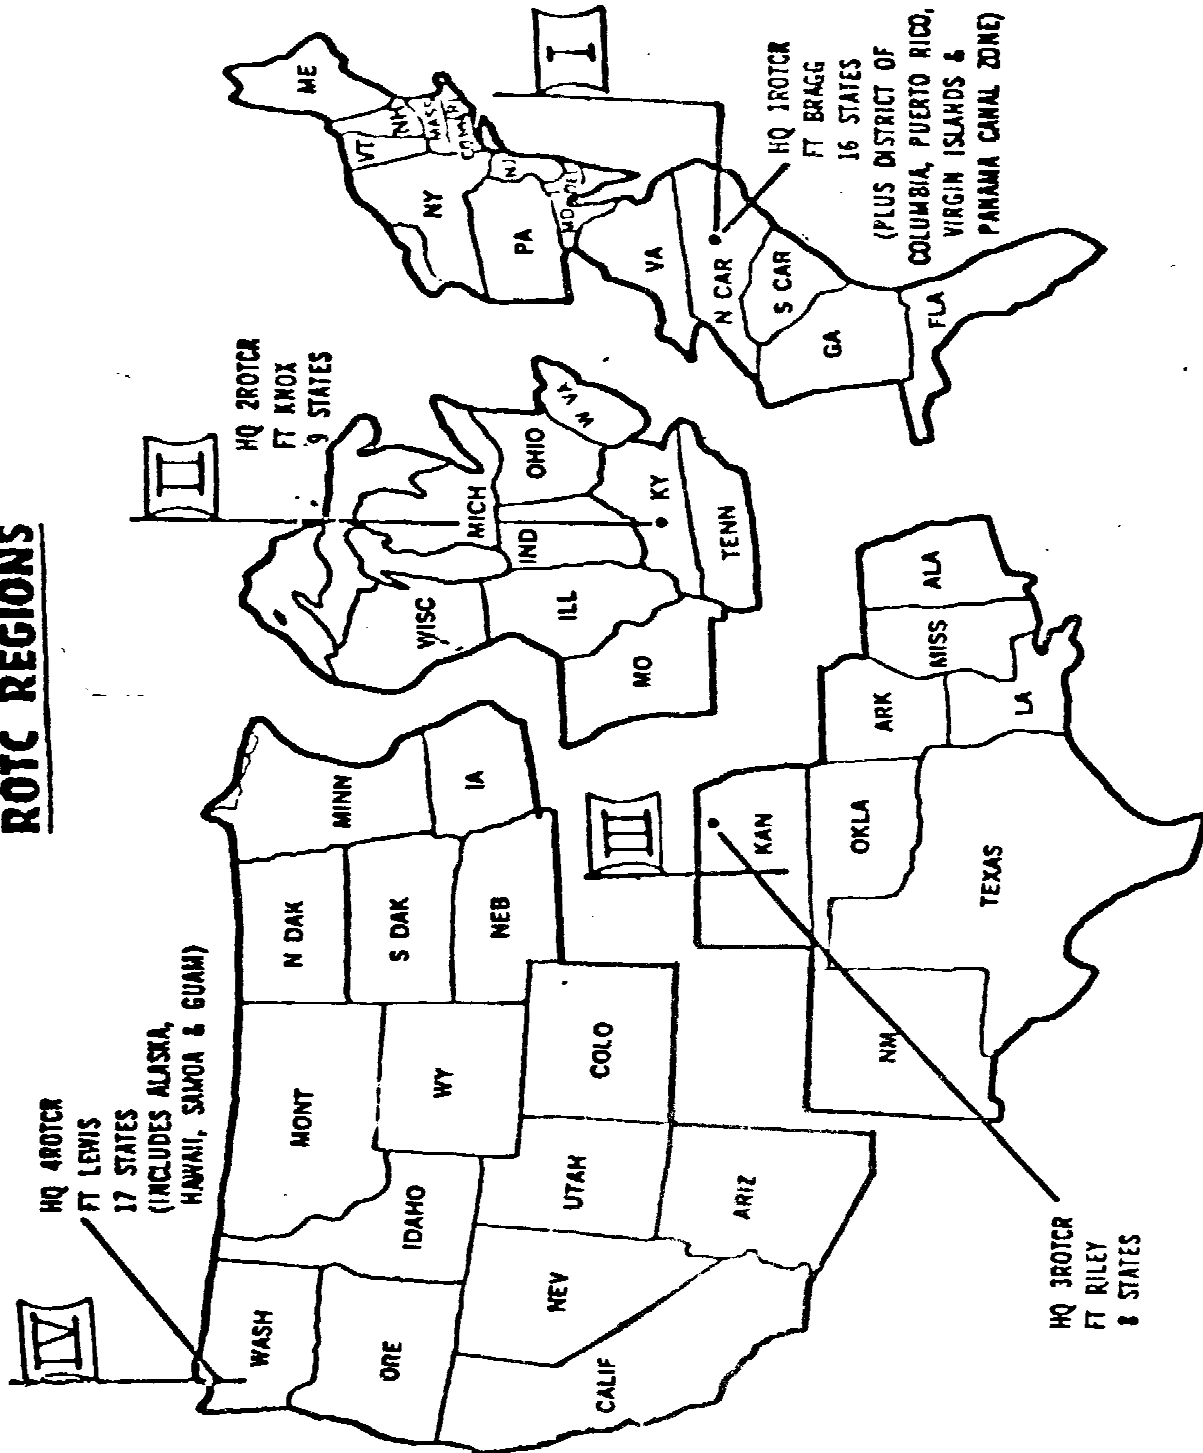 ROTC REGIONS
IV
HQ 4ROTCR
FT LEWIS
17 STATES
(INCLUDES ALASKA,
HAWAII, SAMOA & GUAM)
WASH
ORE
CALIF
NEV
IDAHO
MONT
WY
UTAH
ARIZ
COLO
N DAK
S DAK
NEB
MINN
IA
II
HQ 2ROTCR
FT KNOX
9 STATES
WISC
MICH
ILL
IND
OHIO
W VA
KY
TENN
MO
I
HQ 1ROTCR
FT BRAGG
16 STATES
(PLUS DISTRICT OF
COLUMBIA, PUERTO RICO,
VIRGIN ISLANDS &
PANAMA CANAL ZONE)
ME
VT
NH
MASS
NY
PA
NJ
MD
DEL
VA
N CAR
S CAR
GA
FLA
III
HQ 3ROTCR
FT RILEY
8 STATES
KAN
OKLA
TEXAS
NM
ARK
LA
MISS
ALA